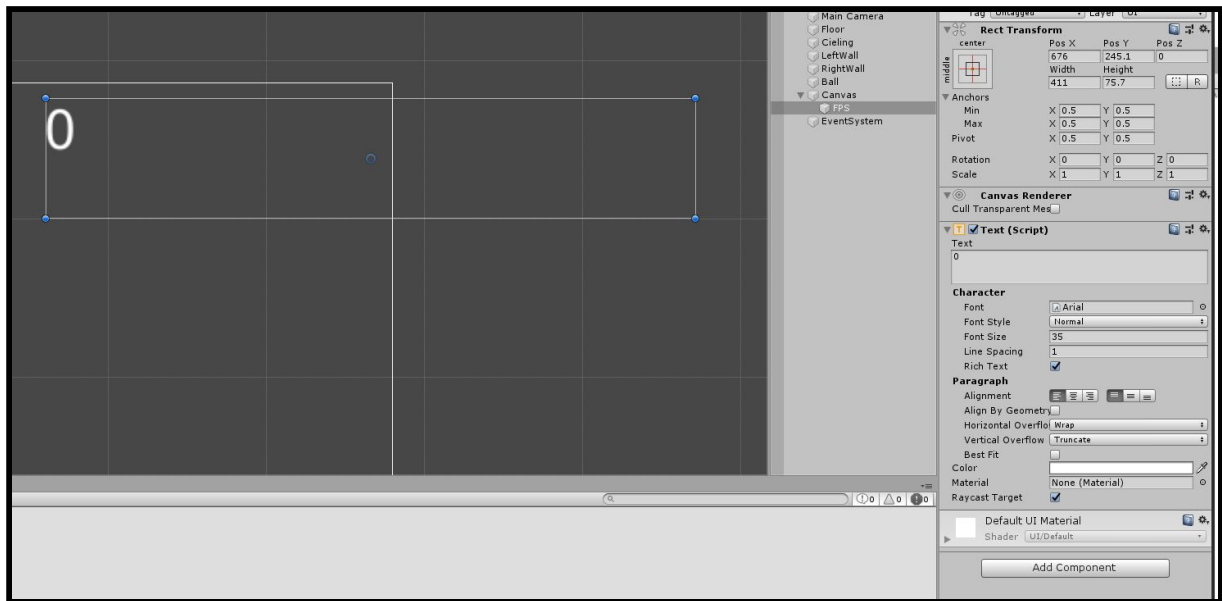 0
Main Camera
Floor
Cieling
LeftWall
RightWall
Ball
Canvas
FPS
EventSystem
0 0 0
Tag Untagged Layer UI
Rect Transform
center Pos X Pos Y Pos Z
middle 676 245.1 0
Width Height
411 75.7 R
Anchors
Min X 0.5 Y 0.5
Max X 0.5 Y 0.5
Pivot X 0.5 Y 0.5
Rotation X 0 Y 0 Z 0
Scale X 1 Y 1 Z 1
Canvas Renderer
Cull Transparent Mes
T Text (Script)
Text
0
Character
Font Arial
Font Style Normal
Font Size 35
Line Spacing 1
Rich Text
Paragraph
Alignment
Align By Geometry
Horizontal Overflo Wrap
Vertical Overflow Truncate
Best Fit
Color
Material None (Material)
Raycast Target
Default UI Material
Shader UI/Default
Add Component